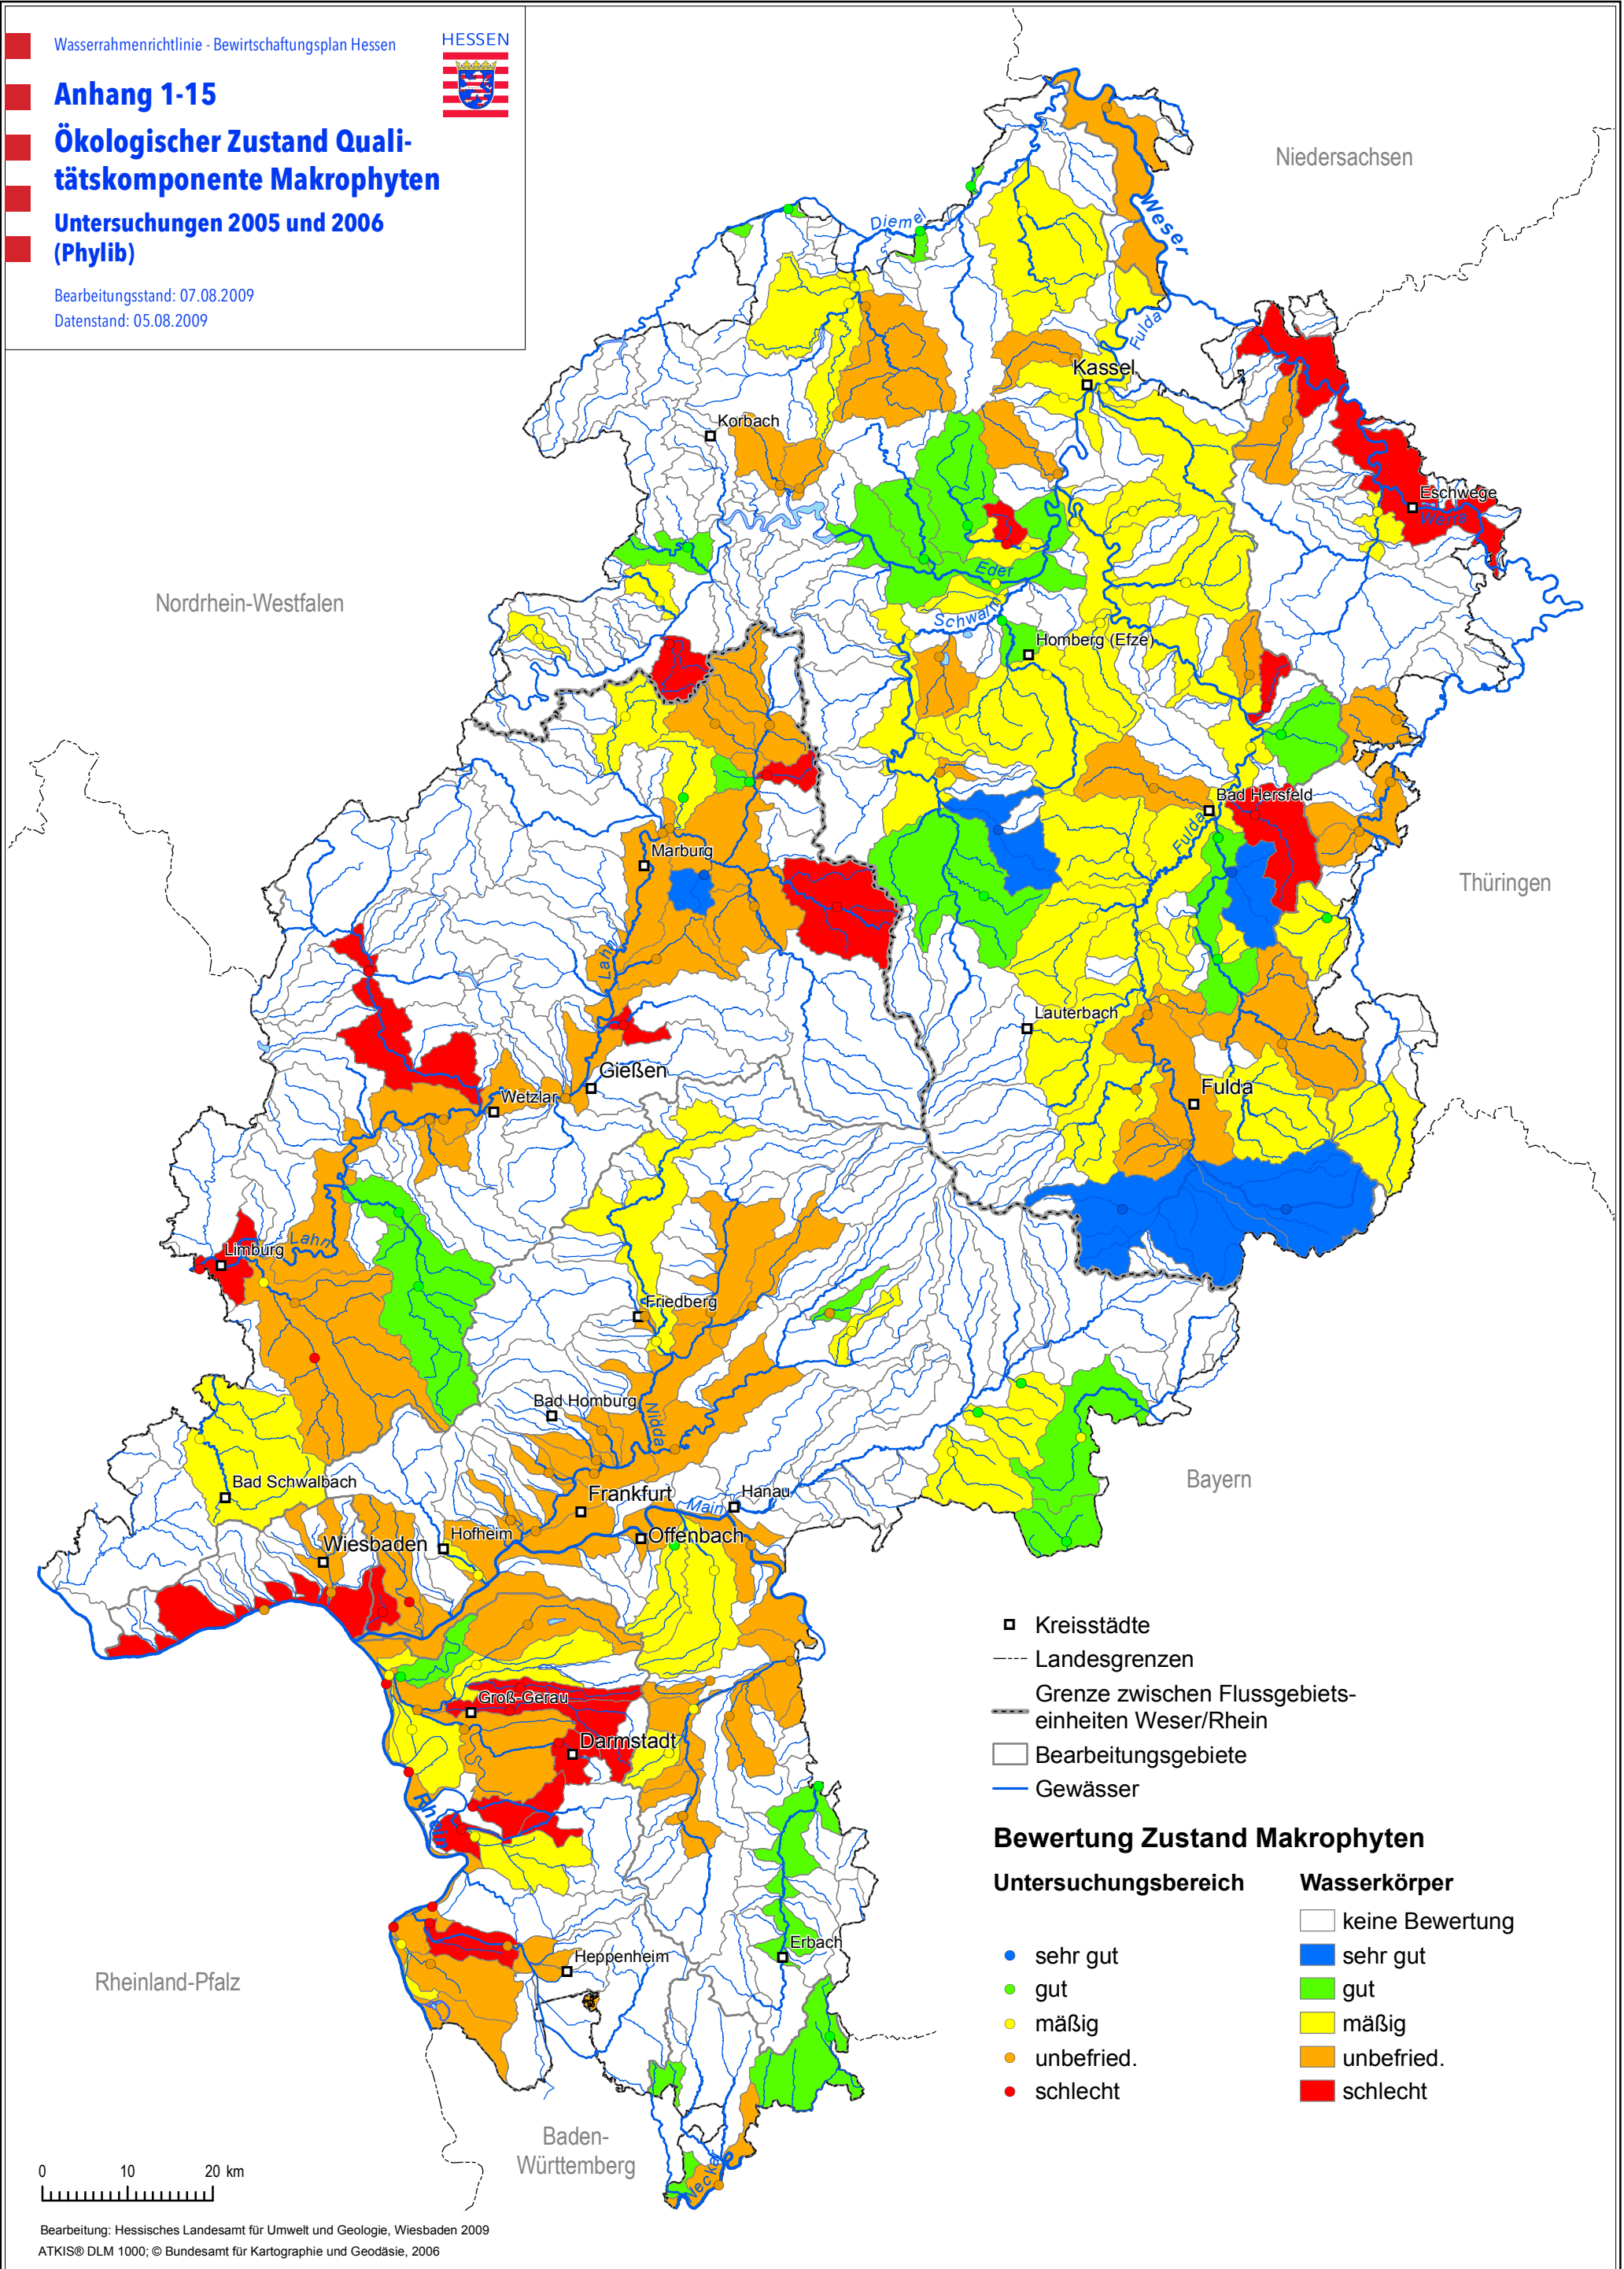 Wasserrahmenrichtlinie - Bewirtschaftungsplan Hessen
HESSEN
Anhang 1-15
Ökologischer Zustand Quali-
tätskomponente Makrophyten
Untersuchungen 2005 und 2006
(Phylib)
Bearbeitungsstand: 07.08.2009
Datenstand: 05.08.2009
Niedersachsen
Diemel
Weser
Fulda
Kassel
Korbach
Eschwege
Werra
Eder
Nordrhein-Westfalen
Schwalm
Homberg (Efze)
Bad Hersfeld
Fulda
Marburg
Thüringen
Lahn
Lauterbach
Gießen
Wetzlar
Fulda
Lahn
Limburg
Friedberg
Bad Homburg
Nidda
Bad Schwalbach
Bayern
Frankfurt
Main
Hanau
Hofheim
Offenbach
Wiesbaden
Groß-Gerau
Darmstadt
Rhein
Erbach
Heppenheim
Rheinland-Pfalz
Baden-
Württemberg
Neckar
Kreisstädte
Landesgrenzen
Grenze zwischen Flussgebiets-
einheiten Weser/Rhein
Bearbeitungsgebiete
Gewässer
Bewertung Zustand Makrophyten
Untersuchungsbereich
sehr gut
gut
mäßig
unbefried.
schlecht
Wasserkörper
keine Bewertung
sehr gut
gut
mäßig
unbefried.
schlecht
0 10 20 km
Bearbeitung: Hessisches Landesamt für Umwelt und Geologie, Wiesbaden 2009
ATKIS® DLM 1000; © Bundesamt für Kartographie und Geodäsie, 2006